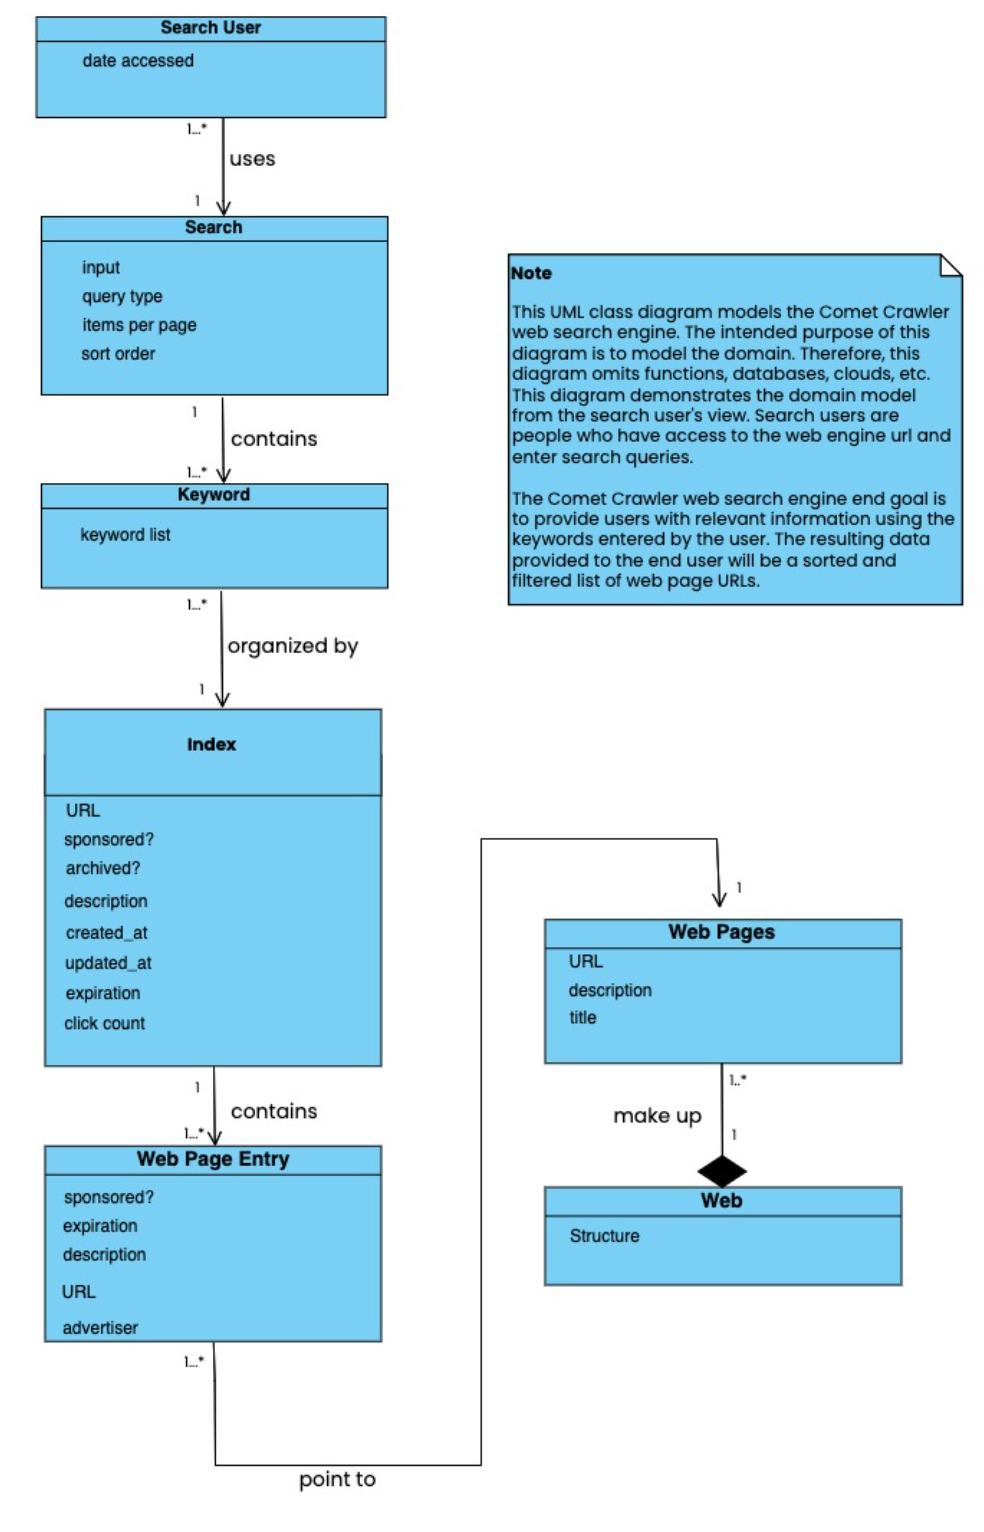 Search User
date accessed
1...*
uses
1
Search
input
query type
items per page
sort order
1
contains
1...*
Keyword
keyword list
1...*
organized by
1
Index
URL
sponsored?
archived?
description
created_at
updated_at
expiration
click count
1
contains
1...*
Web Page Entry
sponsored?
expiration
description
URL
advertiser
1...*
point to
Note
This UML class diagram models the Comet Crawler
web search engine. The intended purpose of this
diagram is to model the domain. Therefore, this
diagram omits functions, databases, clouds, etc.
This diagram demonstrates the domain model
from the search user's view. Search users are
people who have access to the web engine url and
enter search queries.
The Comet Crawler web search engine end goal is
to provide users with relevant information using the
keywords entered by the user. The resulting data
provided to the end user will be a sorted and
filtered list of web page URLs.
1
Web Pages
URL
description
title
1..*
make up
1
Web
Structure